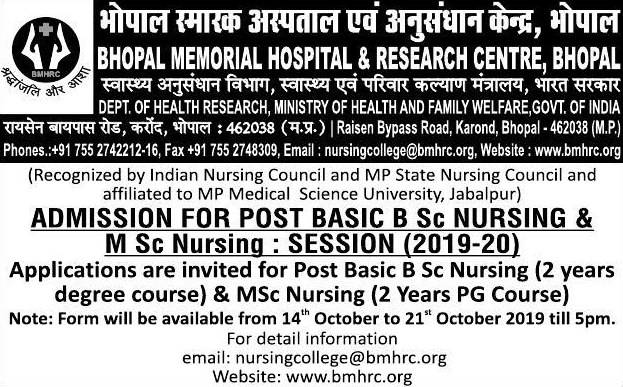 भोपाल स्मारक अस्पताल एवं अनुसंधान केन्द्र, भोपाल
BHOPAL MEMORIAL HOSPITAL & RESEARCH CENTRE, BHOPAL
BMHRC
श्रद्धांजलि और आशा
स्वास्थ्य अनुसंधान विभाग, स्वास्थ्य एवं परिवार कल्याण मंत्रालय, भारत सरकार
DEPT. OF HEALTH RESEARCH, MINISTRY OF HEALTH AND FAMILY WELFARE,GOVT. OF INDIA
रायसेन बायपास रोड, करोंद, भोपाल : 462038 (म.प्र.) | Raisen Bypass Road, Karond, Bhopal - 462038 (M.P.)
Phones.:+91 755 2742212-16, Fax +91 755 2748309, Email : nursingcollege@bmhrc.org, Website : www.bmhrc.org
(Recognized by Indian Nursing Council and MP State Nursing Council and
affiliated to MP Medical Science University, Jabalpur)
ADMISSION FOR POST BASIC B Sc NURSING &
M Sc Nursing : SESSION (2019-20)
Applications are invited for Post Basic B Sc Nursing (2 years
degree course) & MSc Nursing (2 Years PG Course)
Note: Form will be available from 14th October to 21st October 2019 till 5pm.
For detail information
email: nursingcollege@bmhrc.org
Website: www.bmhrc.org